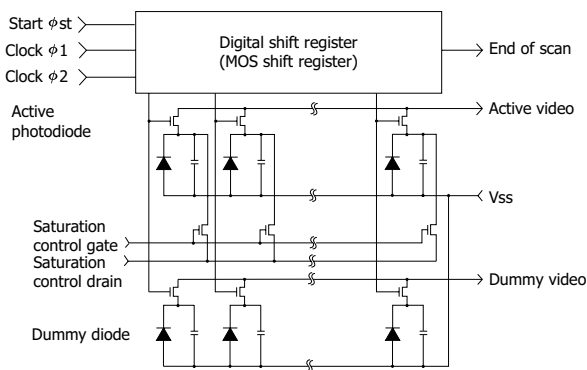 Start ϕst
Clock ϕ1
Clock ϕ2
Digital shift register
(MOS shift register)
End of scan
Active
photodiode
Active video
Vss
Saturation
control gate
Saturation
control drain
Dummy video
Dummy diode